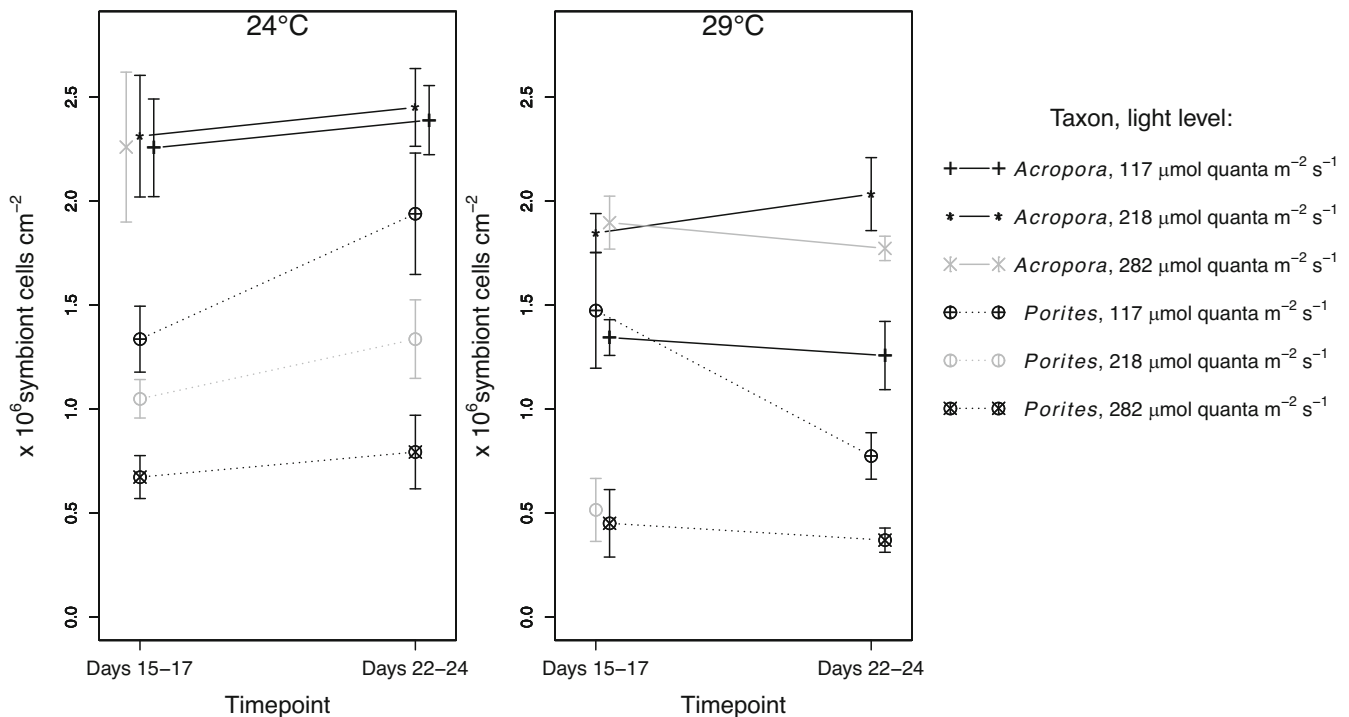 24°C
x 10⁶symbiont cells cm⁻²
2.5
2.0
1.5
1.0
0.5
0.0
Days 15–17
Days 22–24
Timepoint
29°C
x 10⁶symbiont cells cm⁻²
2.5
2.0
1.5
1.0
0.5
0.0
Days 15–17
Days 22–24
Timepoint
Taxon, light level:
Acropora, 117 μmol quanta m⁻² s⁻¹
Acropora, 218 μmol quanta m⁻² s⁻¹
Acropora, 282 μmol quanta m⁻² s⁻¹
Porites, 117 μmol quanta m⁻² s⁻¹
Porites, 218 μmol quanta m⁻² s⁻¹
Porites, 282 μmol quanta m⁻² s⁻¹